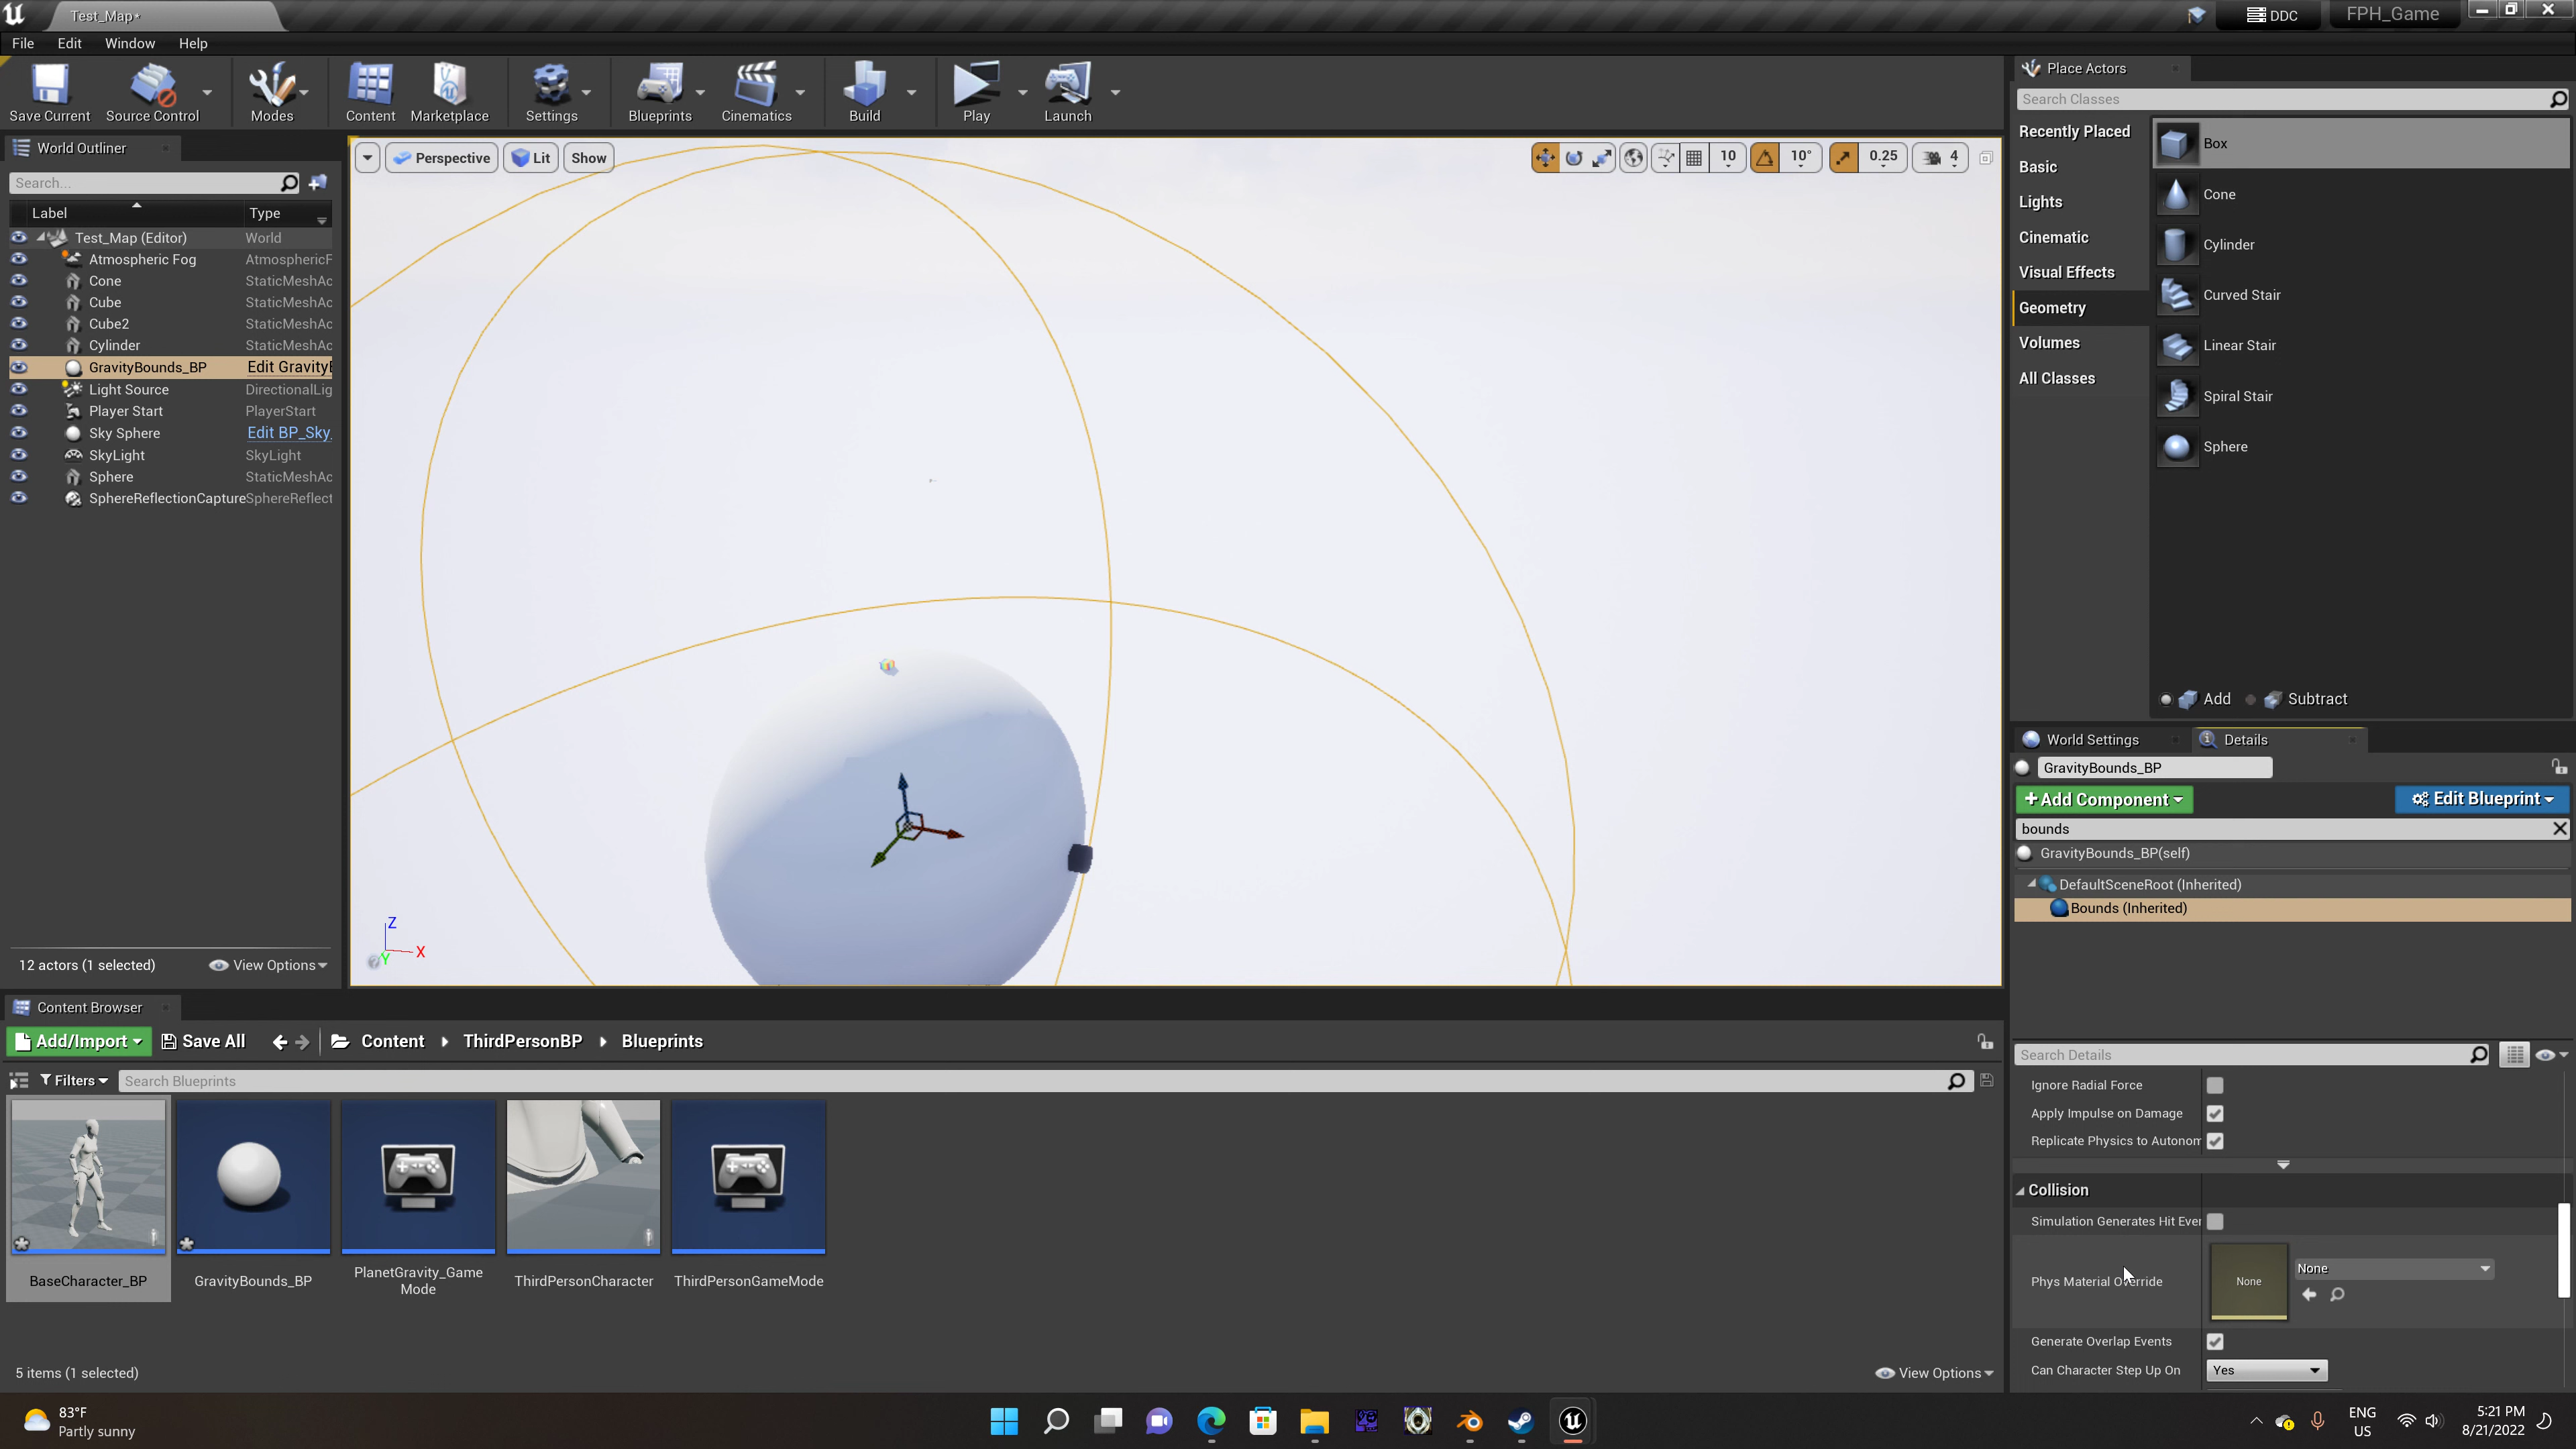 Test_Map*
DDC
FPH_Game
File Edit Window Help
Save Current
Source Control
Modes
Content
Marketplace
Settings
Blueprints
Cinematics
Build
Play
Launch
World Outliner
Search...
Label Type
Test_Map (Editor) World
Atmospheric Fog AtmosphericF
Cone StaticMeshAc
Cube StaticMeshAc
Cube2 StaticMeshAc
Cylinder StaticMeshAc
GravityBounds_BP Edit GravityB
Light Source DirectionalLig
Player Start PlayerStart
Sky Sphere Edit BP_Sky
SkyLight SkyLight
Sphere StaticMeshAc
SphereReflectionCapture SphereReflect
12 actors (1 selected) View Options
Perspective Lit Show
10 10° 0.25 4
Z
X
Y
Place Actors
Search Classes
Recently Placed
Basic
Lights
Cinematic
Visual Effects
Geometry
Volumes
All Classes
Box
Cone
Cylinder
Curved Stair
Linear Stair
Spiral Stair
Sphere
Add Subtract
World Settings Details
GravityBounds_BP
+ Add Component Edit Blueprint
bounds
GravityBounds_BP(self)
DefaultSceneRoot (Inherited)
Bounds (Inherited)
Search Details
Ignore Radial Force
Apply Impulse on Damage
Replicate Physics to Autonom
Collision
Simulation Generates Hit Ever
Phys Material Override
None
None
Generate Overlap Events
Can Character Step Up On Yes
Content Browser
Add/Import Save All Content ThirdPersonBP Blueprints
Filters Search Blueprints
BaseCharacter_BP
GravityBounds_BP
PlanetGravity_Game
Mode
ThirdPersonCharacter
ThirdPersonGameMode
5 items (1 selected) View Options
83°F
Partly sunny
ENG
US
5:21 PM
8/21/2022